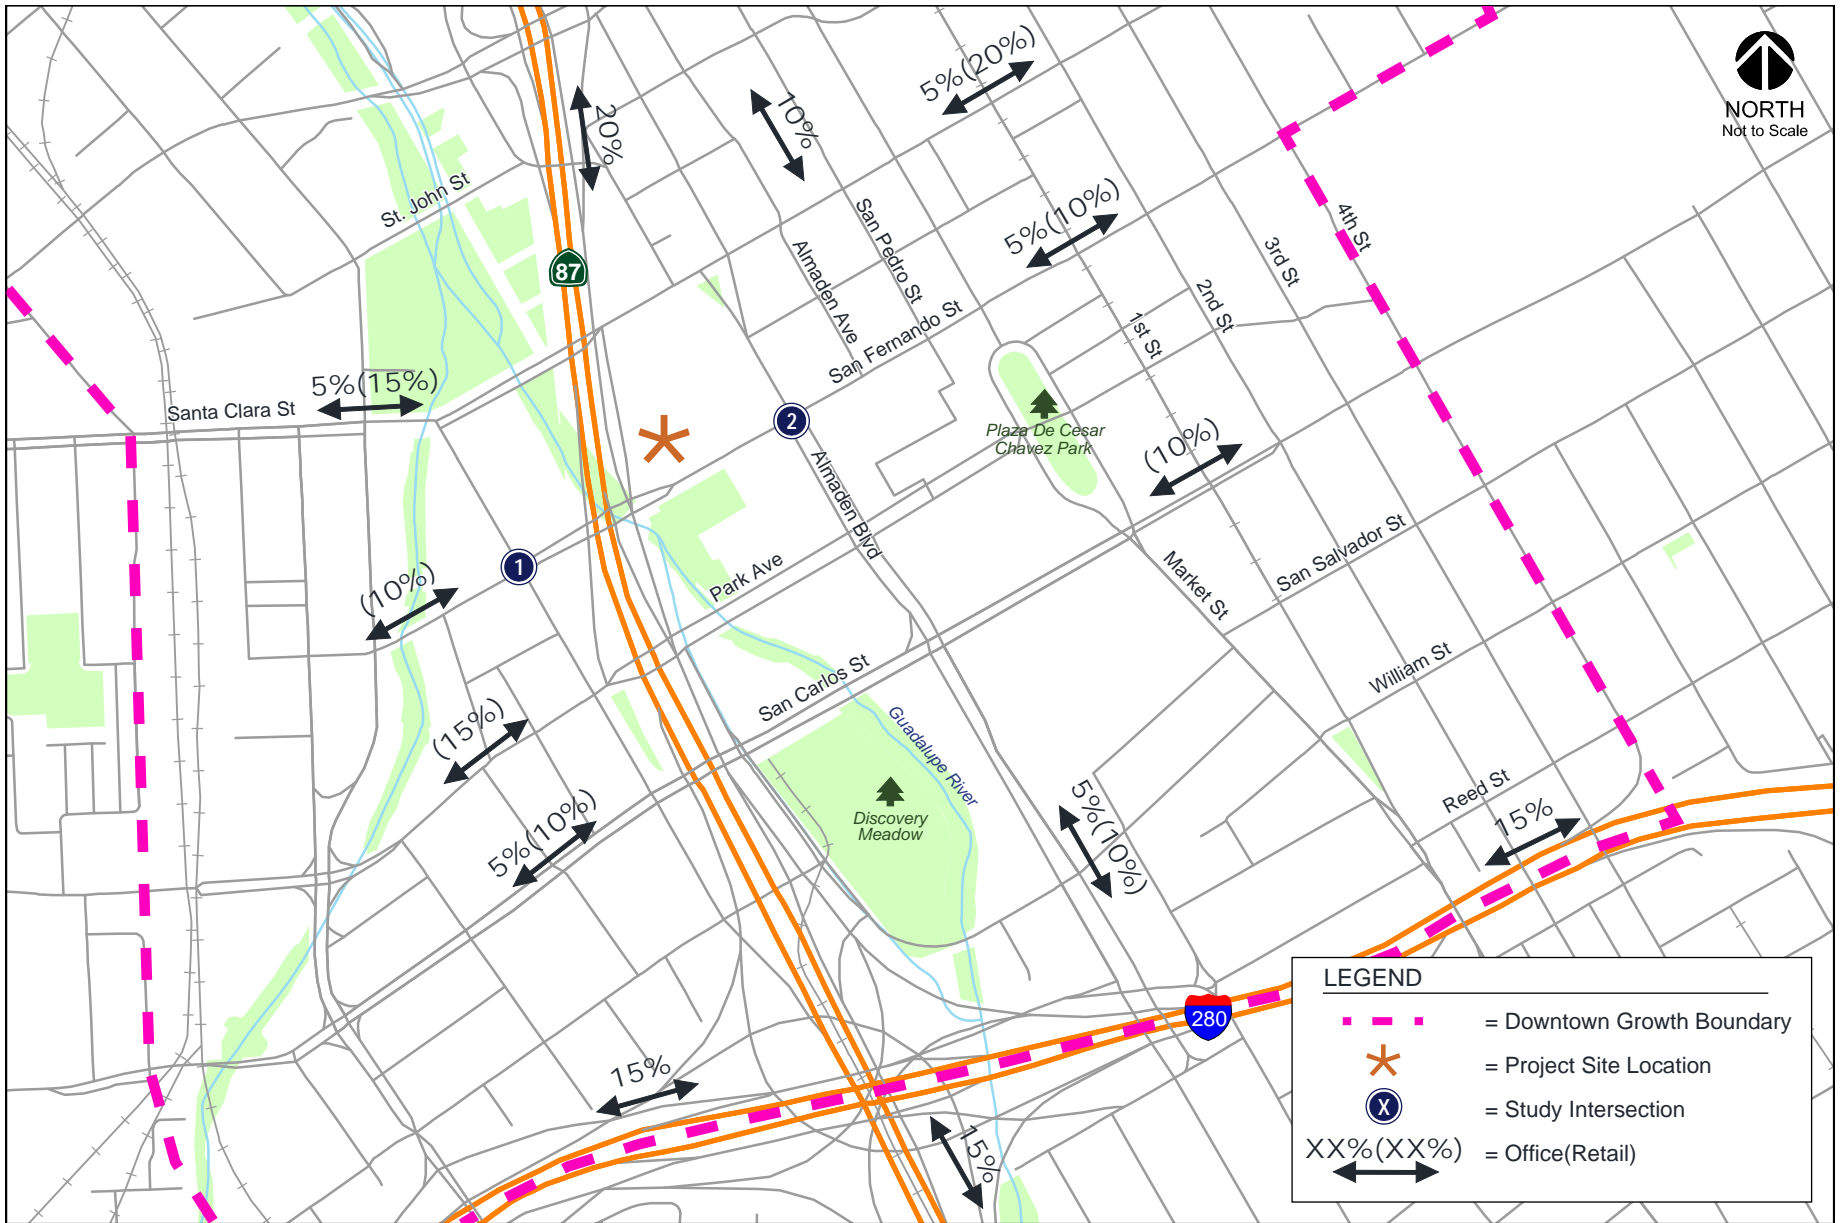 5%(20%)
NORTH
Not to Scale
20%
10%
St. John St
5%(10%)
San Pedro St
4th St
3rd St
87
Almaden Ave
2nd St
San Fernando St
1st St
5%(15%)
Santa Clara St
2
Plaza De Cesar
Chavez Park
(10%)
Almaden Blvd
1
San Salvador St
(10%)
Park Ave
Market St
San Carlos St
William St
(15%)
Guadalupe River
5%(10%)
Discovery
Meadow
5%(10%)
Reed St
15%
280
15%
15%
LEGEND
= Downtown Growth Boundary
= Project Site Location
X = Study Intersection
XX%(XX%) = Office(Retail)